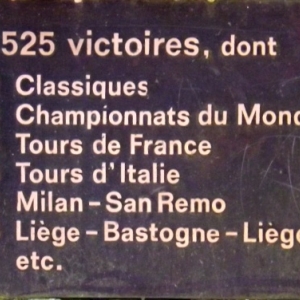 525 victoires, dont
Classiques
Championnats du Mond
Tours de France
Tours d'Italie
Milan – San Remo
Liège – Bastogne – Liège
etc.